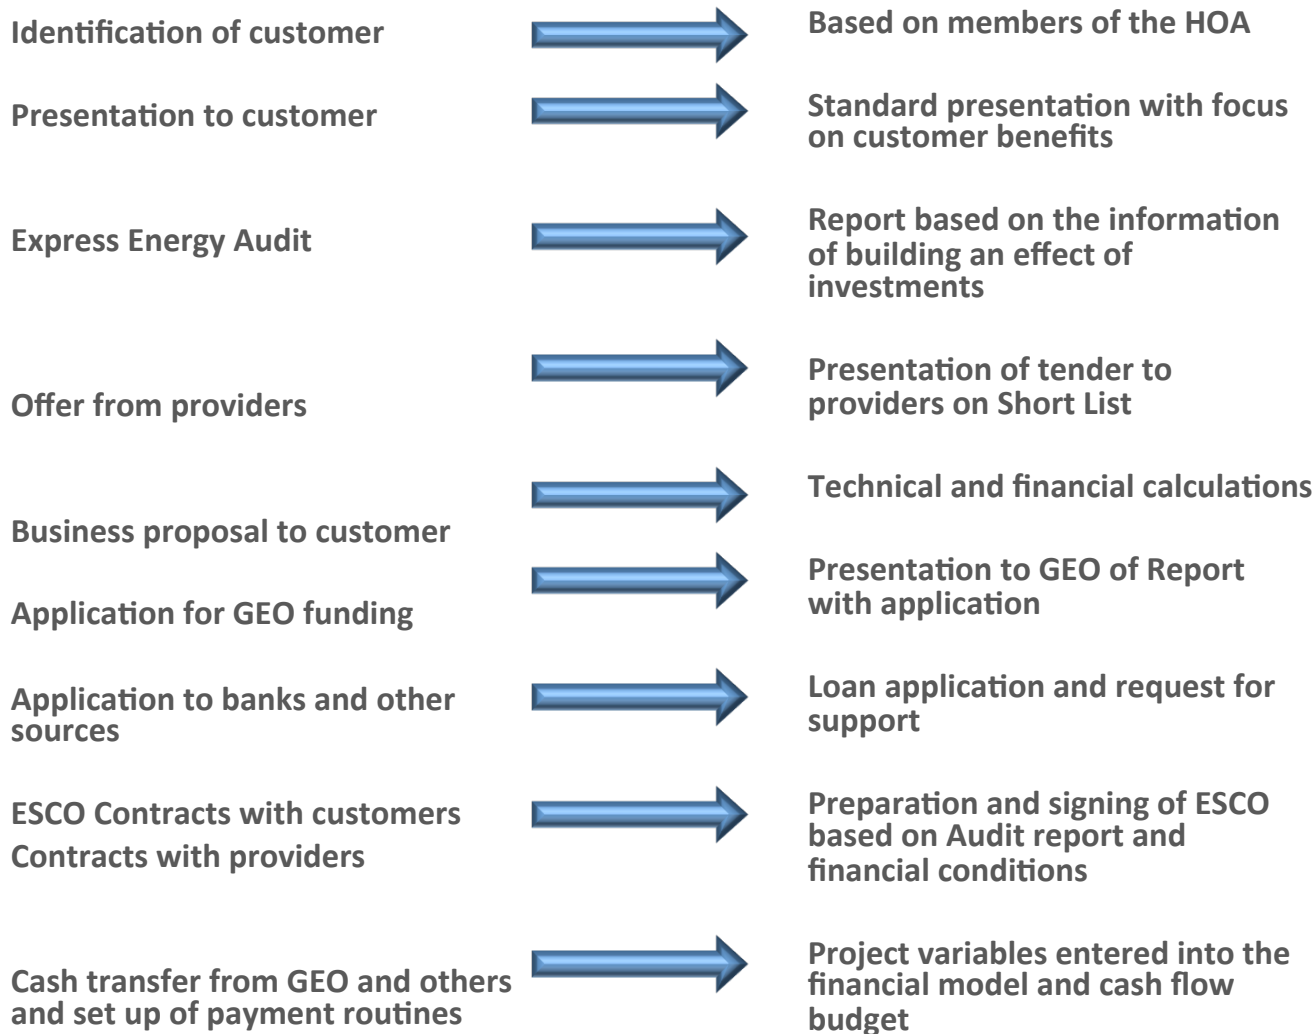 Identification of customer
Based on members of the HOA
Presentation to customer
Standard presentation with focus
on customer benefits
Express Energy Audit
Report based on the information
of building an effect of
investments
Offer from providers
Presentation of tender to
providers on Short List
Business proposal to customer
Technical and financial calculations
Application for GEO funding
Presentation to GEO of Report
with application
Application to banks and other
sources
Loan application and request for
support
ESCO Contracts with customers
Contracts with providers
Preparation and signing of ESCO
based on Audit report and
financial conditions
Cash transfer from GEO and others
and set up of payment routines
Project variables entered into the
financial model and cash flow
budget